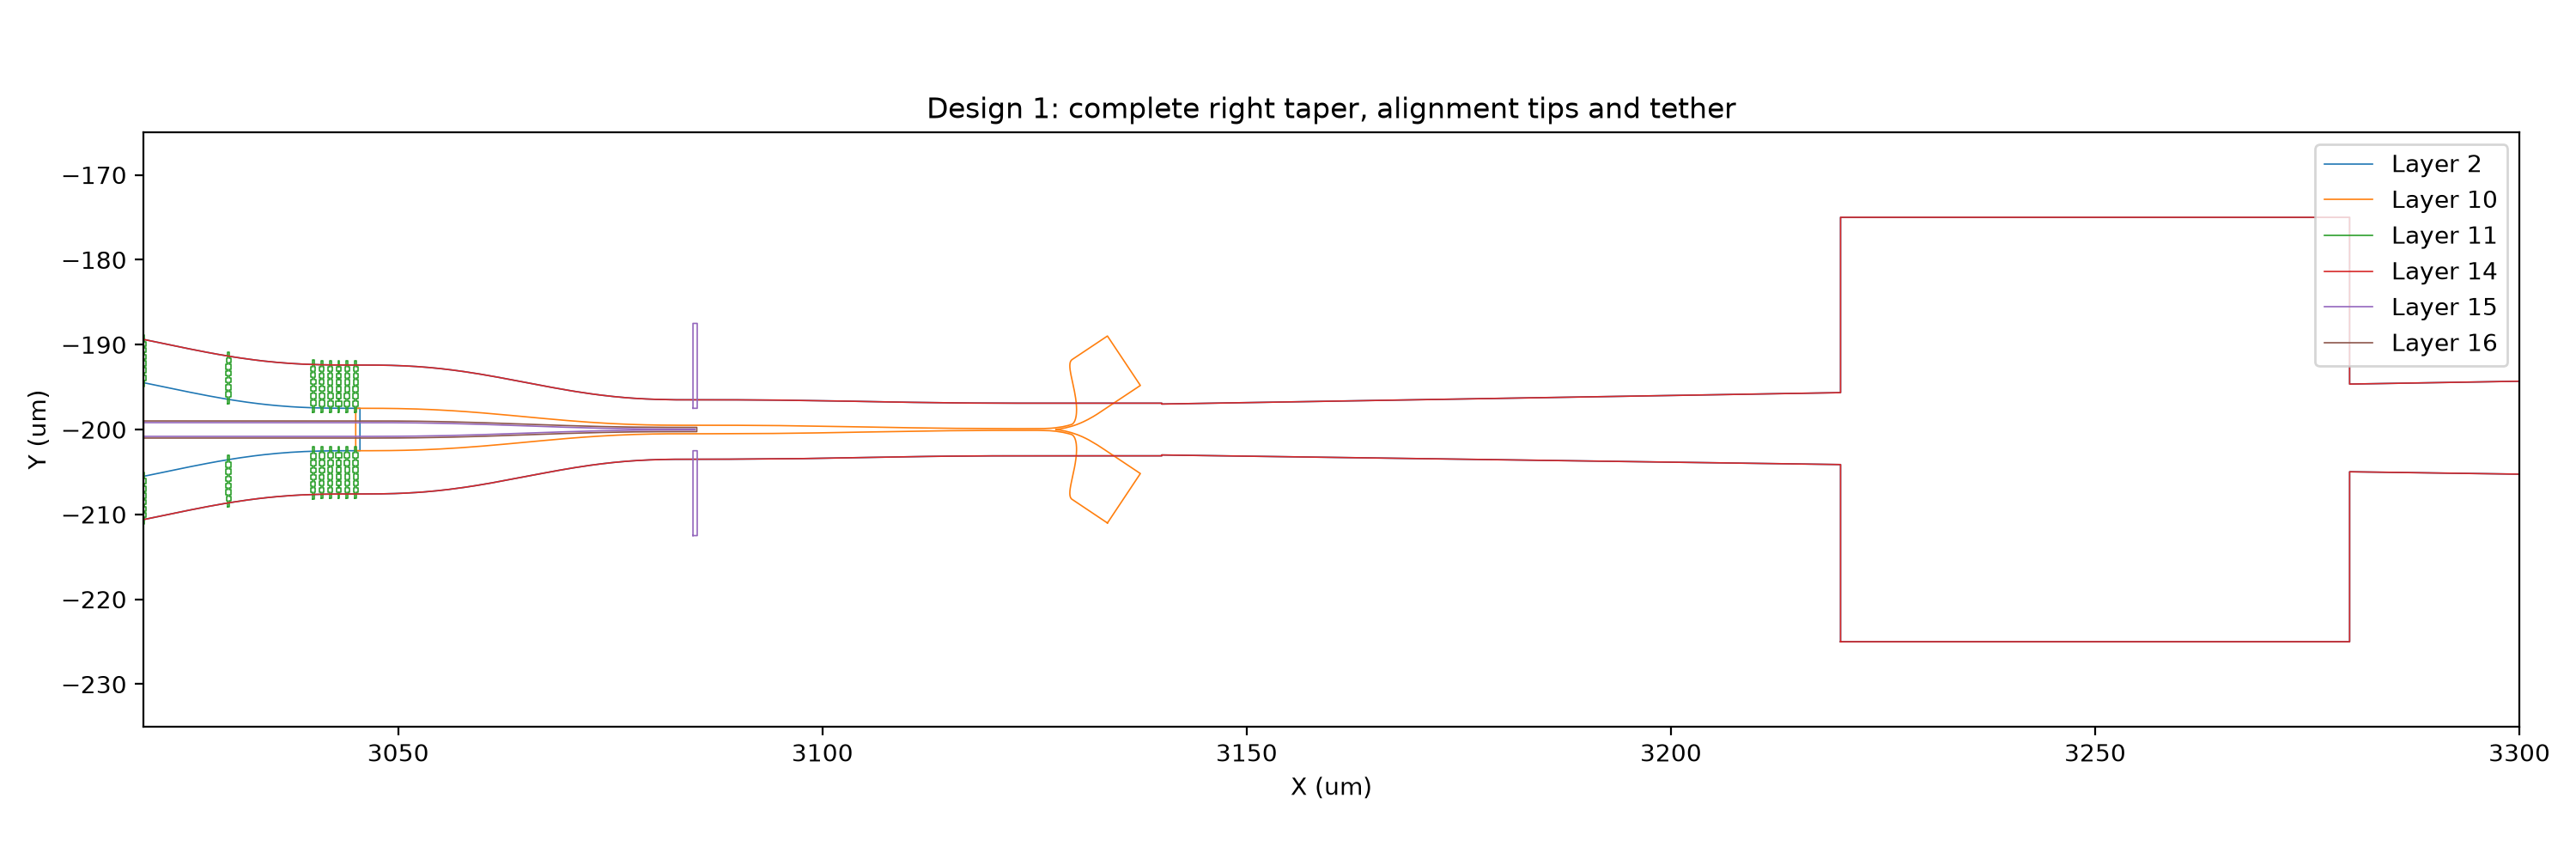 Design 1: complete right taper, alignment tips and tether
Layer 2
Layer 10
Layer 11
Layer 14
Layer 15
Layer 16
−170
−180
−190
−200
−210
−220
−230
Y (um)
3050 3100 3150 3200 3250 3300
X (um)